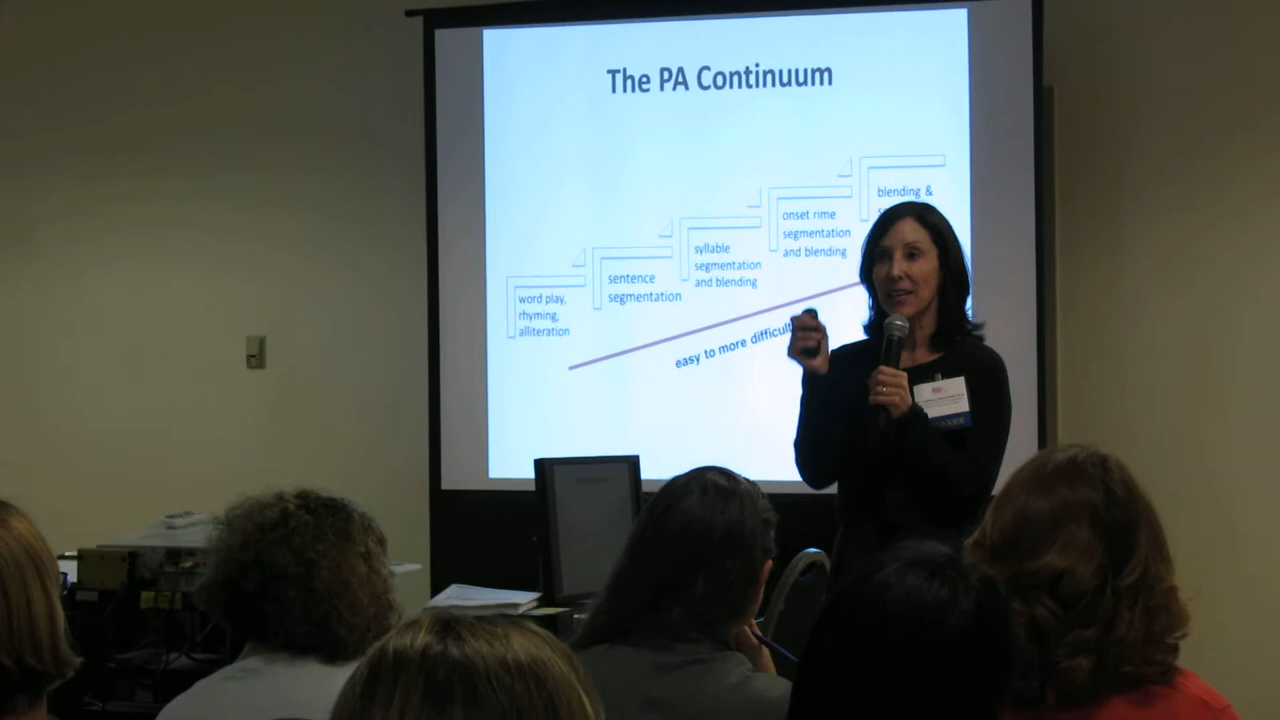 The PA Continuum
word play,
rhyming,
alliteration
sentence
segmentation
syllable
segmentation
and blending
onset rime
segmentation
and blending
blending &
easy to more difficult